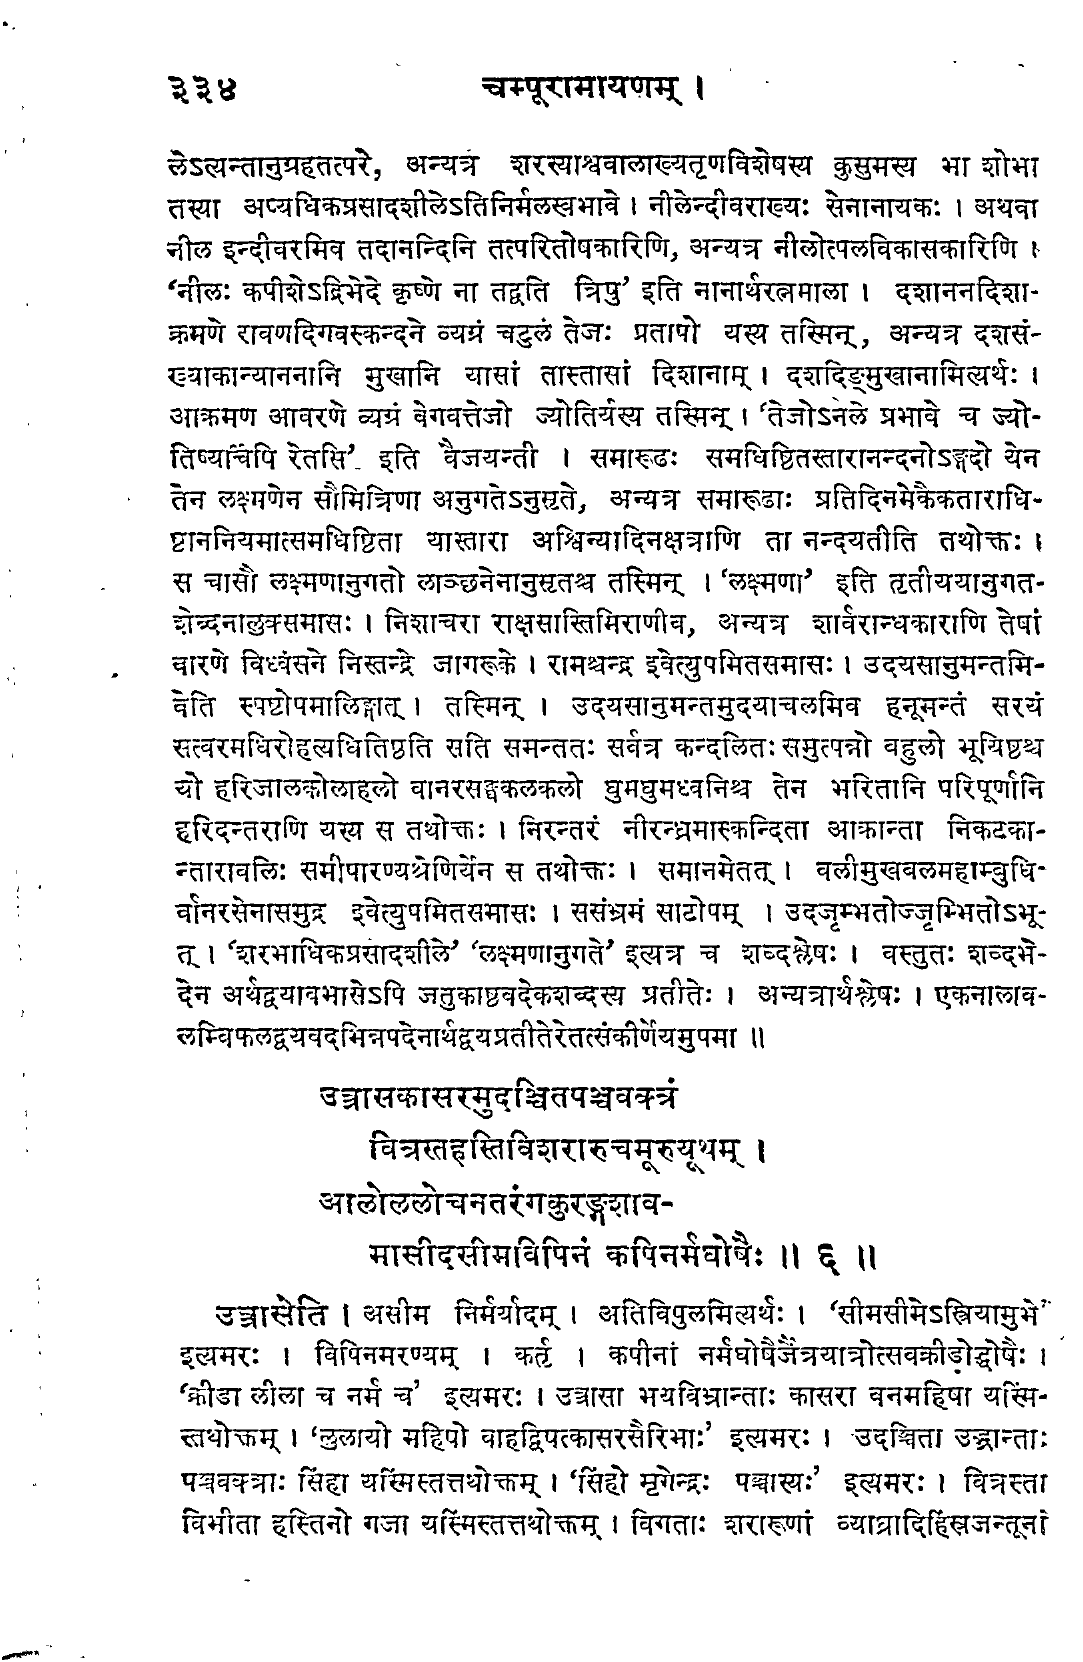 ३३४ चम्पूरामायणम् ।
लेऽत्यन्तानुग्रहतत्परे, अन्यत्र शरस्याश्ववालाख्यतृणविशेषस्य कुसुमस्य भा शोभा
तस्या अप्यधिकप्रसादशीलेऽतिनिर्मलस्वभावे । नीलेन्दीवराख्यः सेनानायकः । अथवा
नील इन्दीवरमिव तदानन्दिनि तत्परितोषकारिणि, अन्यत्र नीलोत्पलविकासकारिणि ।
‘नीलः कपीशेऽद्रिभेदे कृष्णे ना तद्वति त्रिषु’ इति नानार्थरत्नमाला । दशाननदिशा-
क्रमणे रावणदिगवस्कन्दने व्यग्रं चटुलं तेजः प्रतापो यस्य तस्मिन्, अन्यत्र दशसं-
ख्याकान्याननानि मुखानि यासां तास्तासां दिशानाम् । दशदिङ्मुखानामित्यर्थः ।
आक्रमण आवरणे व्यग्रं वेगवत्तेजो ज्योतिर्यस्य तस्मिन् । ‘तेजोऽनले प्रभावे च ज्यो-
तिष्यर्चिषि रेतसि’ इति वैजयन्ती । समारूढः समधिष्ठितस्तारानन्दनोऽङ्गदो येन
तेन लक्ष्मणेन सौमित्रिणा अनुगतेऽनुसृते, अन्यत्र समारूढाः प्रतिदिनमेकैकताराधि-
ष्ठाननियमात्समधिष्ठिता यास्तारा अश्विन्यादिनक्षत्राणि ता नन्दयतीति तथोक्तः ।
स चासौ लक्ष्मणानुगतो लाञ्छनेनानुसृतश्च तस्मिन् । ‘लक्ष्मणा’ इति तृतीययानुगत-
शब्दनालुक्समासः । निशाचरा राक्षसास्तिमिराणीव, अन्यत्र शार्वरान्धकाराणि तेषां
वारणे विध्वंसने निस्तन्द्रे जागरूके । रामश्चन्द्र इवेत्युपमितसमासः । उदयसानुमन्तमि-
वेति स्पष्टोपमालिङ्गात् । तस्मिन् । उदयसानुमन्तमुदयाचलमिव हनूमन्तं सरयं
सत्वरमधिरोहत्यधितिष्ठति सति समन्ततः सर्वत्र कन्दलितः समुत्पन्नो बहुलो भूयिष्ठश्च
यो हरिजालकोलाहलो वानरसङ्घकलकलो घुमघुमध्वनिश्च तेन भरितानि परिपूर्णानि
हरिदन्तराणि यस्य स तथोक्तः । निरन्तरं नीरन्ध्रमास्कन्दिता आक्रान्ता निकटका-
न्तारावलिः समीपारण्यश्रेणिर्येन स तथोक्तः । समानमेतत् । वलीमुखबलमहाम्बुधि-
र्वानरसेनासमुद्र इवेत्युपमितसमासः । ससंभ्रमं साटोपम् । उदजृम्भतोज्जृम्भितोऽभू-
त् । ‘शरभाधिकप्रसादशीले’ ‘लक्ष्मणानुगते’ इत्यत्र च शब्दश्लेषः । वस्तुतः शब्दभे-
देन अर्थद्वयावभासेऽपि जतुकाष्ठवदेकशब्दस्य प्रतीतेः । अन्यत्रार्थश्लेषः । एकनालाव-
लम्बिफलद्वयवदभिन्नपदेनार्थद्वयप्रतीतेरेतत्संकीर्णेयमुपमा ॥
उत्त्रासकासरमुदञ्चितपञ्चवक्त्रं
वित्रस्तहस्तिविशरारुचमूरुयूथम् ।
आलोललोचनतरंगकुरङ्गशाव-
मासीदसीमविपिनं कपिनर्मघोषैः ॥ ६ ॥
उत्त्रासेति । असीम निर्मर्यादम् । अतिविपुलमित्यर्थः । ‘सीमसीमेऽस्त्रियामुभे’
इत्यमरः । विपिनमरण्यम् । कर्तृ । कपीनां नर्मघोषैर्जैत्रयात्रोत्सवक्रीडोद्घोषैः ।
‘क्रीडा लीला च नर्म च’ इत्यमरः । उत्त्रासा भयविभ्रान्ताः कासरा वनमहिषा यस्मिं-
स्तथोक्तम् । ‘लुलायो महिषो वाहद्विषत्कासरसैरिभाः’ इत्यमरः । उदञ्चिता उद्भ्रान्ताः
पञ्चवक्त्राः सिंहा यस्मिंस्तत्तथोक्तम् । ‘सिंहो मृगेन्द्रः पञ्चास्यः’ इत्यमरः । वित्रस्ता
विभीता हस्तिनो गजा यस्मिंस्तत्तथोक्तम् । विगताः शरारूणां व्याघ्रादिहिंस्रजन्तूनां